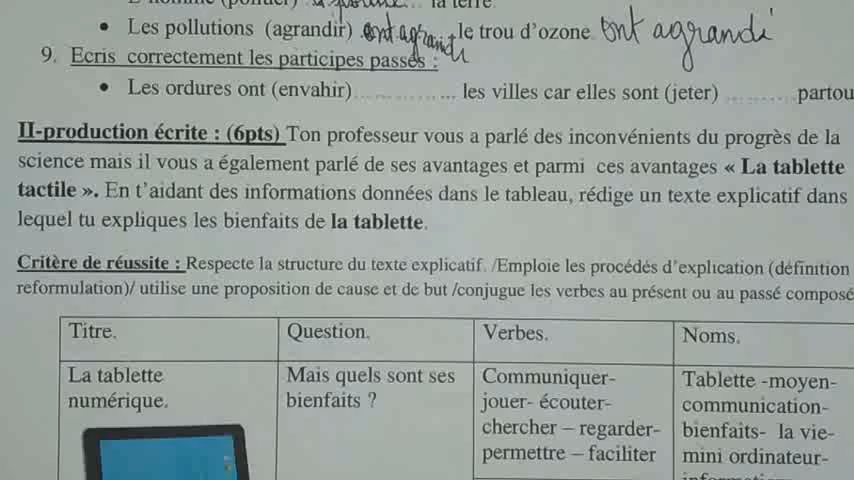 la terre
• Les pollutions (agrandir) ont agrandi le trou d'ozone. ont agrandi
9. Ecris correctement les participes passés :
• Les ordures ont (envahir)................ les villes car elles sont (jeter) ........... partou
II-production écrite : (6pts) Ton professeur vous a parlé des inconvénients du progrès de la
science mais il vous a également parlé de ses avantages et parmi ces avantages « La tablette
tactile ». En t'aidant des informations données dans le tableau, rédige un texte explicatif dans
lequel tu expliques les bienfaits de la tablette.
Critère de réussite : Respecte la structure du texte explicatif. /Emploie les procédés d'explication (définition
reformulation)/ utilise une proposition de cause et de but /conjugue les verbes au présent ou au passé composé
Titre. Question. Verbes. Noms.
La tablette Mais quels sont ses Communiquer- Tablette -moyen-
numérique. bienfaits ? jouer- écouter- communication-
chercher – regarder- bienfaits- la vie-
permettre – faciliter mini ordinateur-